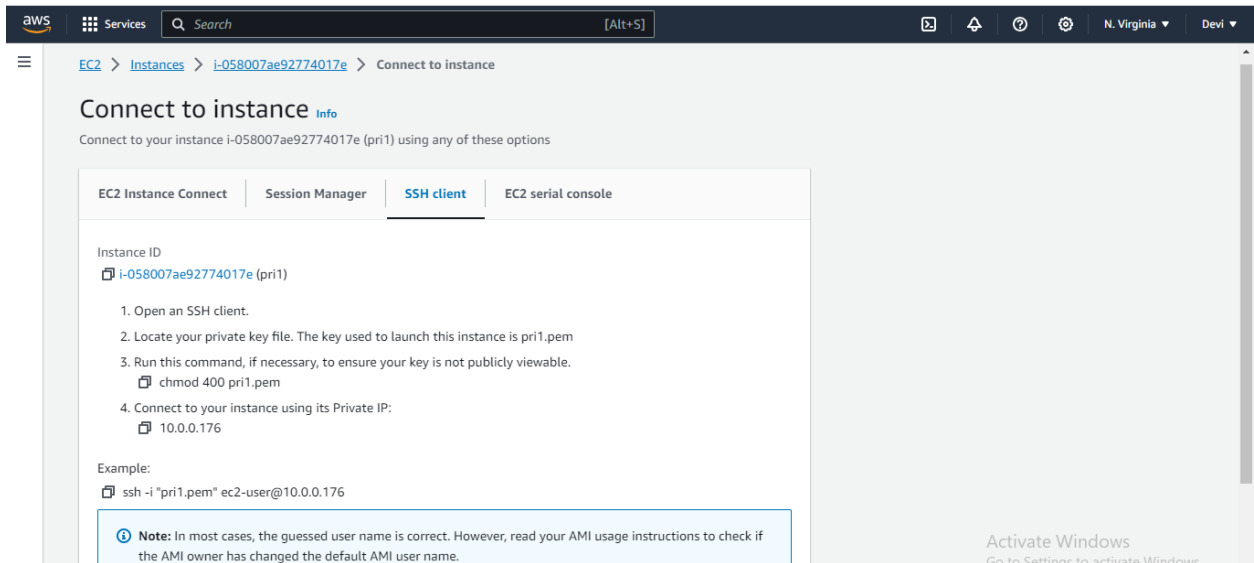 aws Services Search [Alt+S] N. Virginia Devi
EC2 > Instances > i-058007ae92774017e > Connect to instance
Connect to instance Info
Connect to your instance i-058007ae92774017e (pri1) using any of these options
EC2 Instance Connect Session Manager SSH client EC2 serial console
Instance ID
i-058007ae92774017e (pri1)
1. Open an SSH client.
2. Locate your private key file. The key used to launch this instance is pri1.pem
3. Run this command, if necessary, to ensure your key is not publicly viewable.
chmod 400 pri1.pem
4. Connect to your instance using its Private IP:
10.0.0.176
Example:
ssh -i "pri1.pem" ec2-user@10.0.0.176
Note: In most cases, the guessed user name is correct. However, read your AMI usage instructions to check if
the AMI owner has changed the default AMI user name.
Activate Windows
Go to Settings to activate Windows.